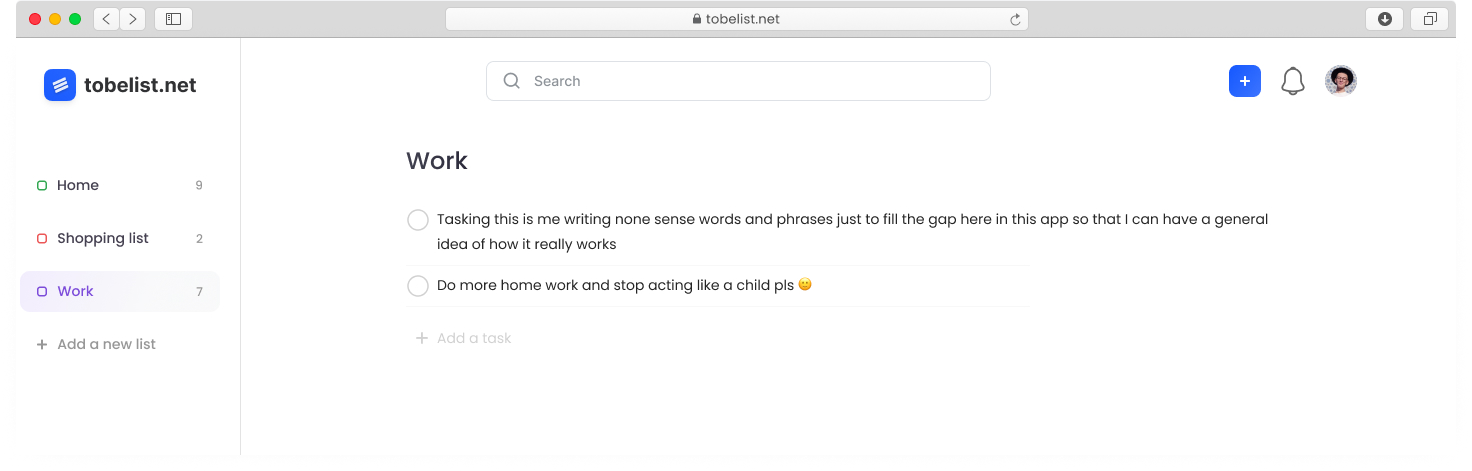 tobelist.net
tobelist.net
Search
Home 9
Shopping list 2
Work 7
+ Add a new list
Work
Tasking this is me writing none sense words and phrases just to fill the gap here in this app so that I can have a general
idea of how it really works
Do more home work and stop acting like a child pls 🙂
+ Add a task